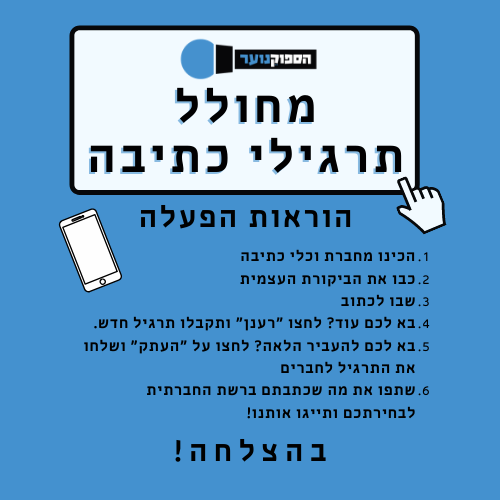 הספוקנוער
מחולל
תרגילי כתיבה
הוראות הפעלה
1. הכינו מחברת וכלי כתיבה
2. כבו את הביקורת העצמית
3. שבו לכתוב
4. בא לכם עוד? לחצו "רענן" ותקבלו תרגיל חדש.
5. בא לכם להעביר הלאה? לחצו על "העתק" ושלחו
את התרגיל לחברים
6. שתפו את מה שכתבתם ברשת החברתית
לבחירתכם ותייגו אותנו!
בהצלחה!